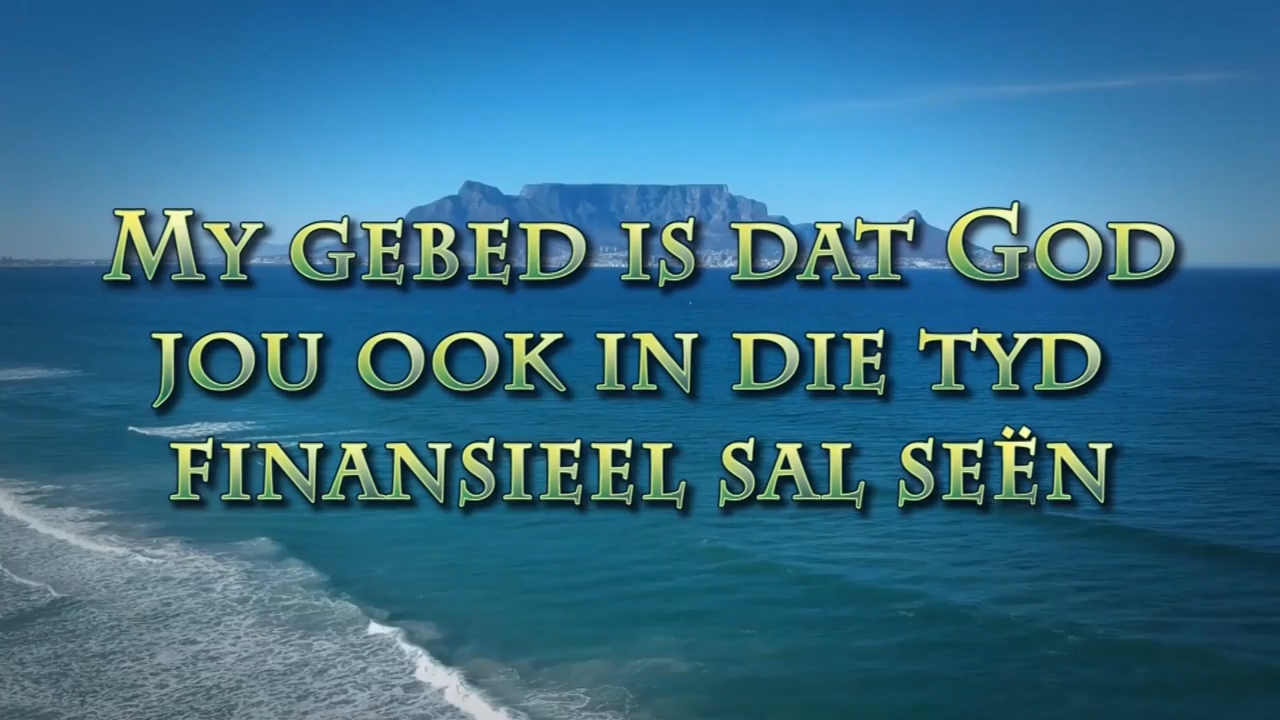 My gebed is dat God
jou ook in die tyd
finansieel sal seën